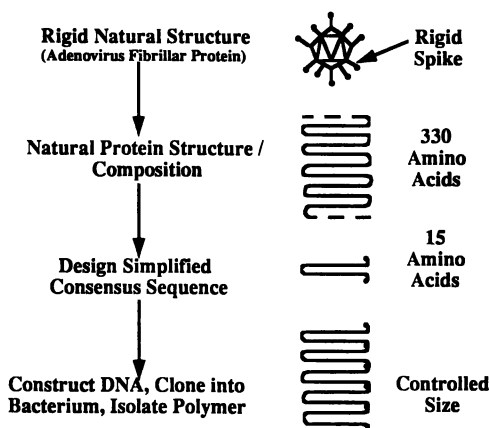 Rigid Natural Structure
(Adenovirus Fibrillar Protein)
Rigid
Spike
Natural Protein Structure /
Composition
330
Amino
Acids
Design Simplified
Consensus Sequence
15
Amino
Acids
Construct DNA, Clone into
Bacterium, Isolate Polymer
Controlled
Size